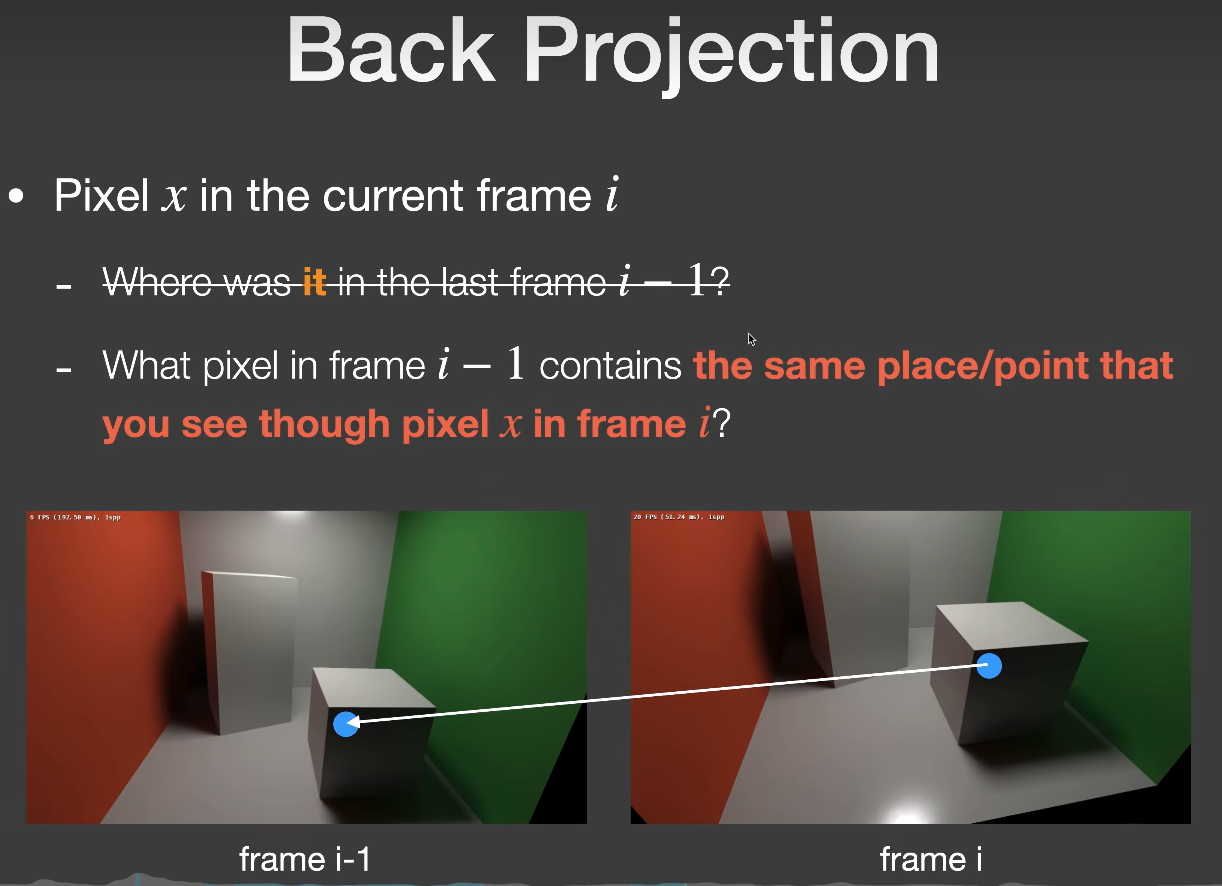 Back Projection
• Pixel x in the current frame i
- Where was it in the last frame i − 1?
- What pixel in frame i − 1 contains the same place/point that
you see though pixel x in frame i?
6 FPS (192.50 ms), 1spp
20 FPS (51.24 ms), 1spp
frame i-1
frame i